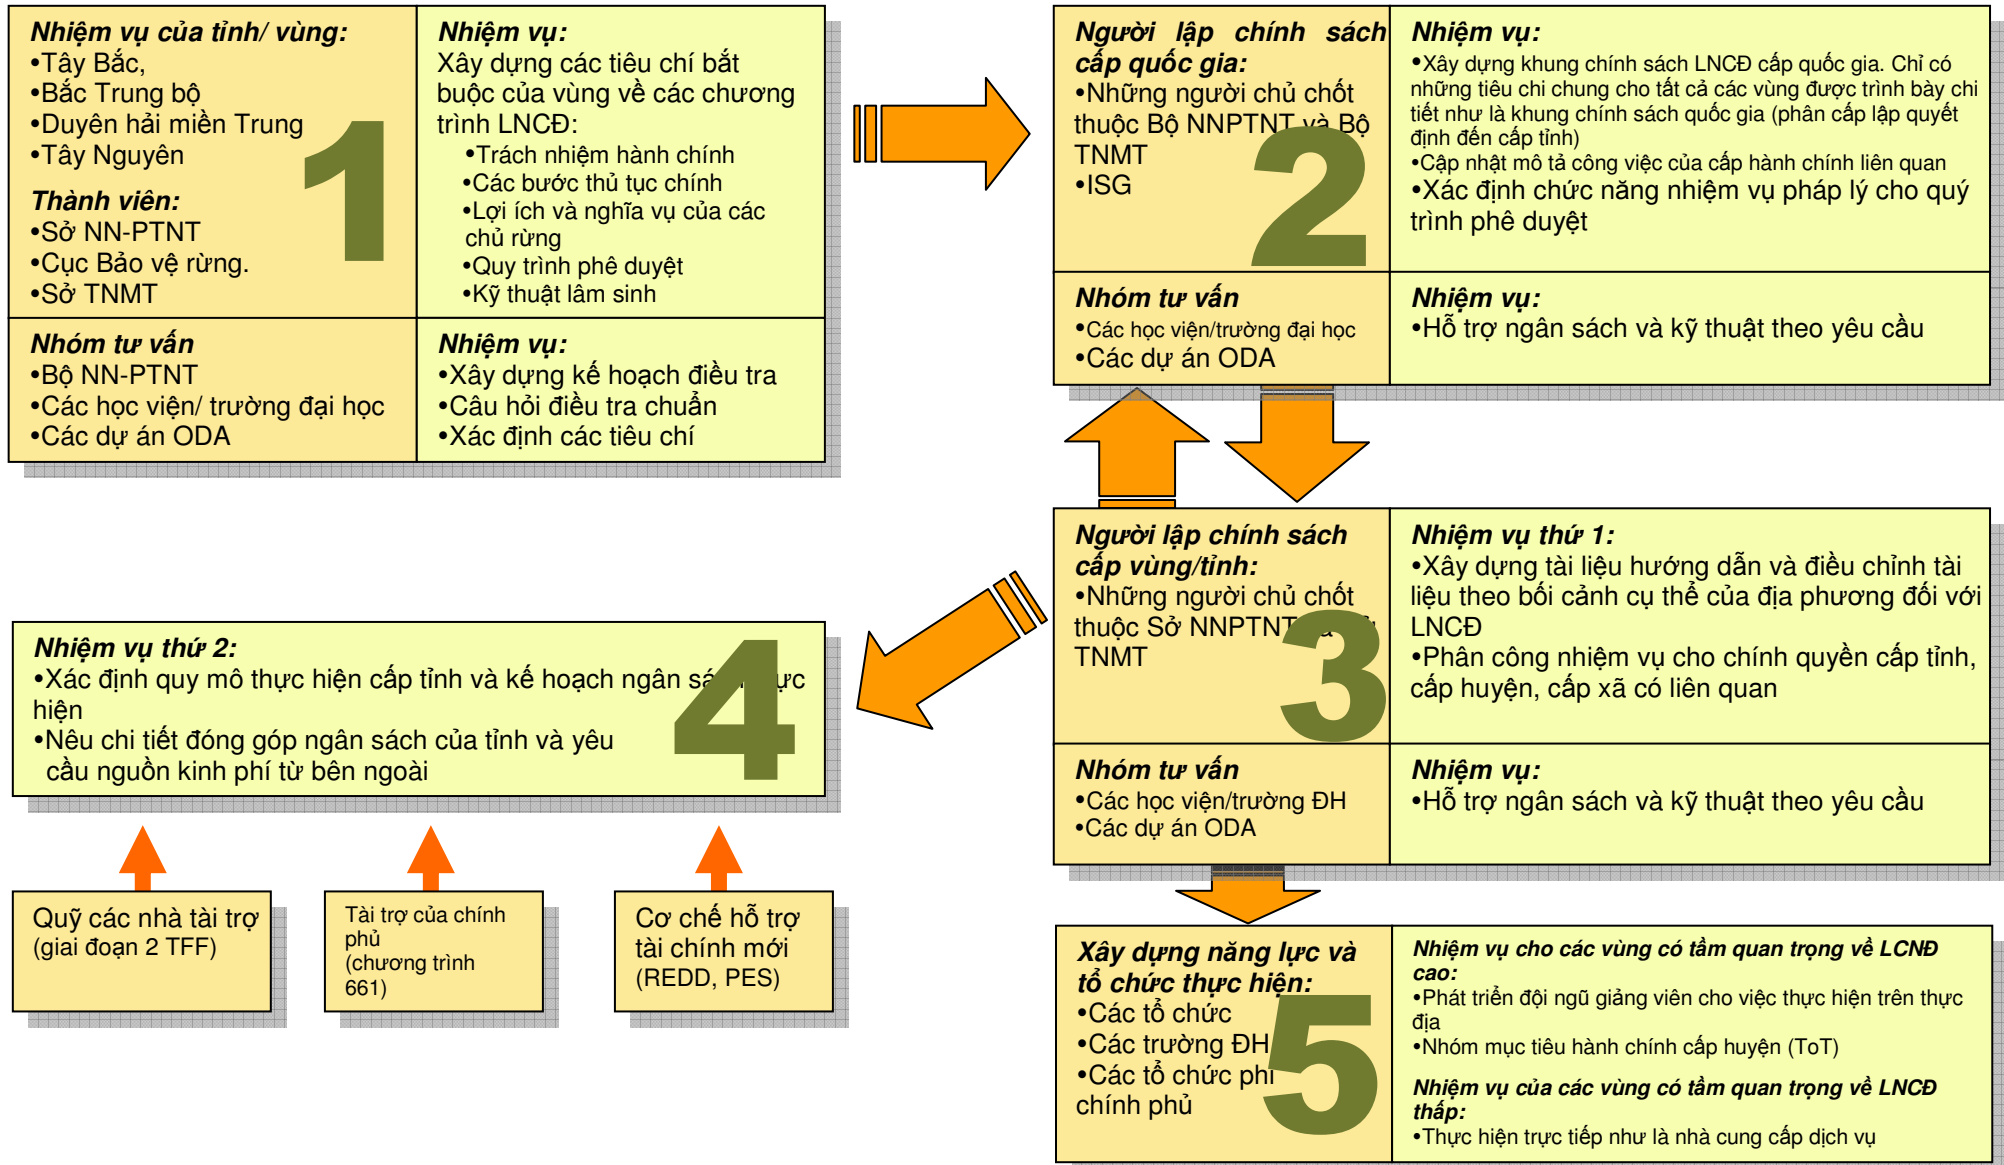 Nhiệm vụ của tỉnh/ vùng:
•Tây Bắc,
•Bắc Trung bộ
•Duyên hải miền Trung
•Tây Nguyên
Thành viên:
•Sở NN-PTNT
•Cục Bảo vệ rừng.
•Sở TNMT
1
Nhiệm vụ:
Xây dựng các tiêu chí bắt
buộc của vùng về các chương
trình LNCĐ:
•Trách nhiệm hành chính
•Các bước thủ tục chính
•Lợi ích và nghĩa vụ của các
chủ rừng
•Quy trình phê duyệt
•Kỹ thuật lâm sinh
Nhóm tư vấn
•Bộ NN-PTNT
•Các học viện/ trường đại học
•Các dự án ODA
Nhiệm vụ:
•Xây dựng kế hoạch điều tra
•Câu hỏi điều tra chuẩn
•Xác định các tiêu chí
Người lập chính sách
cấp quốc gia:
•Những người chủ chốt
thuộc Bộ NNPTNT và Bộ
TNMT
•ISG
2
Nhiệm vụ:
•Xây dựng khung chính sách LNCĐ cấp quốc gia. Chỉ có
những tiêu chi chung cho tất cả các vùng được trình bày chi
tiết như là khung chính sách quốc gia (phân cấp lập quyết
định đến cấp tỉnh)
•Cập nhật mô tả công việc của cấp hành chính liên quan
•Xác định chức năng nhiệm vụ pháp lý cho quý
trình phê duyệt
Nhóm tư vấn
•Các học viện/trường đại học
•Các dự án ODA
Nhiệm vụ:
•Hỗ trợ ngân sách và kỹ thuật theo yêu cầu
Người lập chính sách
cấp vùng/tỉnh:
•Những người chủ chốt
thuộc Sở NNPTNT
TNMT
3
Nhiệm vụ thứ 1:
•Xây dựng tài liệu hướng dẫn và điều chỉnh tài
liệu theo bối cảnh cụ thể của địa phương đối với
LNCĐ
•Phân công nhiệm vụ cho chính quyền cấp tỉnh,
cấp huyện, cấp xã có liên quan
Nhóm tư vấn
•Các học viện/trường ĐH
•Các dự án ODA
Nhiệm vụ:
•Hỗ trợ ngân sách và kỹ thuật theo yêu cầu
Nhiệm vụ thứ 2:
•Xác định quy mô thực hiện cấp tỉnh và kế hoạch ngân
hiện
•Nêu chi tiết đóng góp ngân sách của tỉnh và yêu
cầu nguồn kinh phí từ bên ngoài
4
Quỹ các nhà tài trợ
(giai đoạn 2 TFF)
Tài trợ của chính
phủ
(chương trình
661)
Cơ chế hỗ trợ
tài chính mới
(REDD, PES)
Xây dựng năng lực và
tổ chức thực hiện:
•Các tổ chức
•Các trường ĐH
•Các tổ chức phi
chính phủ
5
Nhiệm vụ cho các vùng có tầm quan trọng về LCNĐ
cao:
•Phát triển đội ngũ giảng viên cho việc thực hiện trên thực
địa
•Nhóm mục tiêu hành chính cấp huyện (ToT)
Nhiệm vụ của các vùng có tầm quan trọng về LNCĐ
thấp:
•Thực hiện trực tiếp như là nhà cung cấp dịch vụ